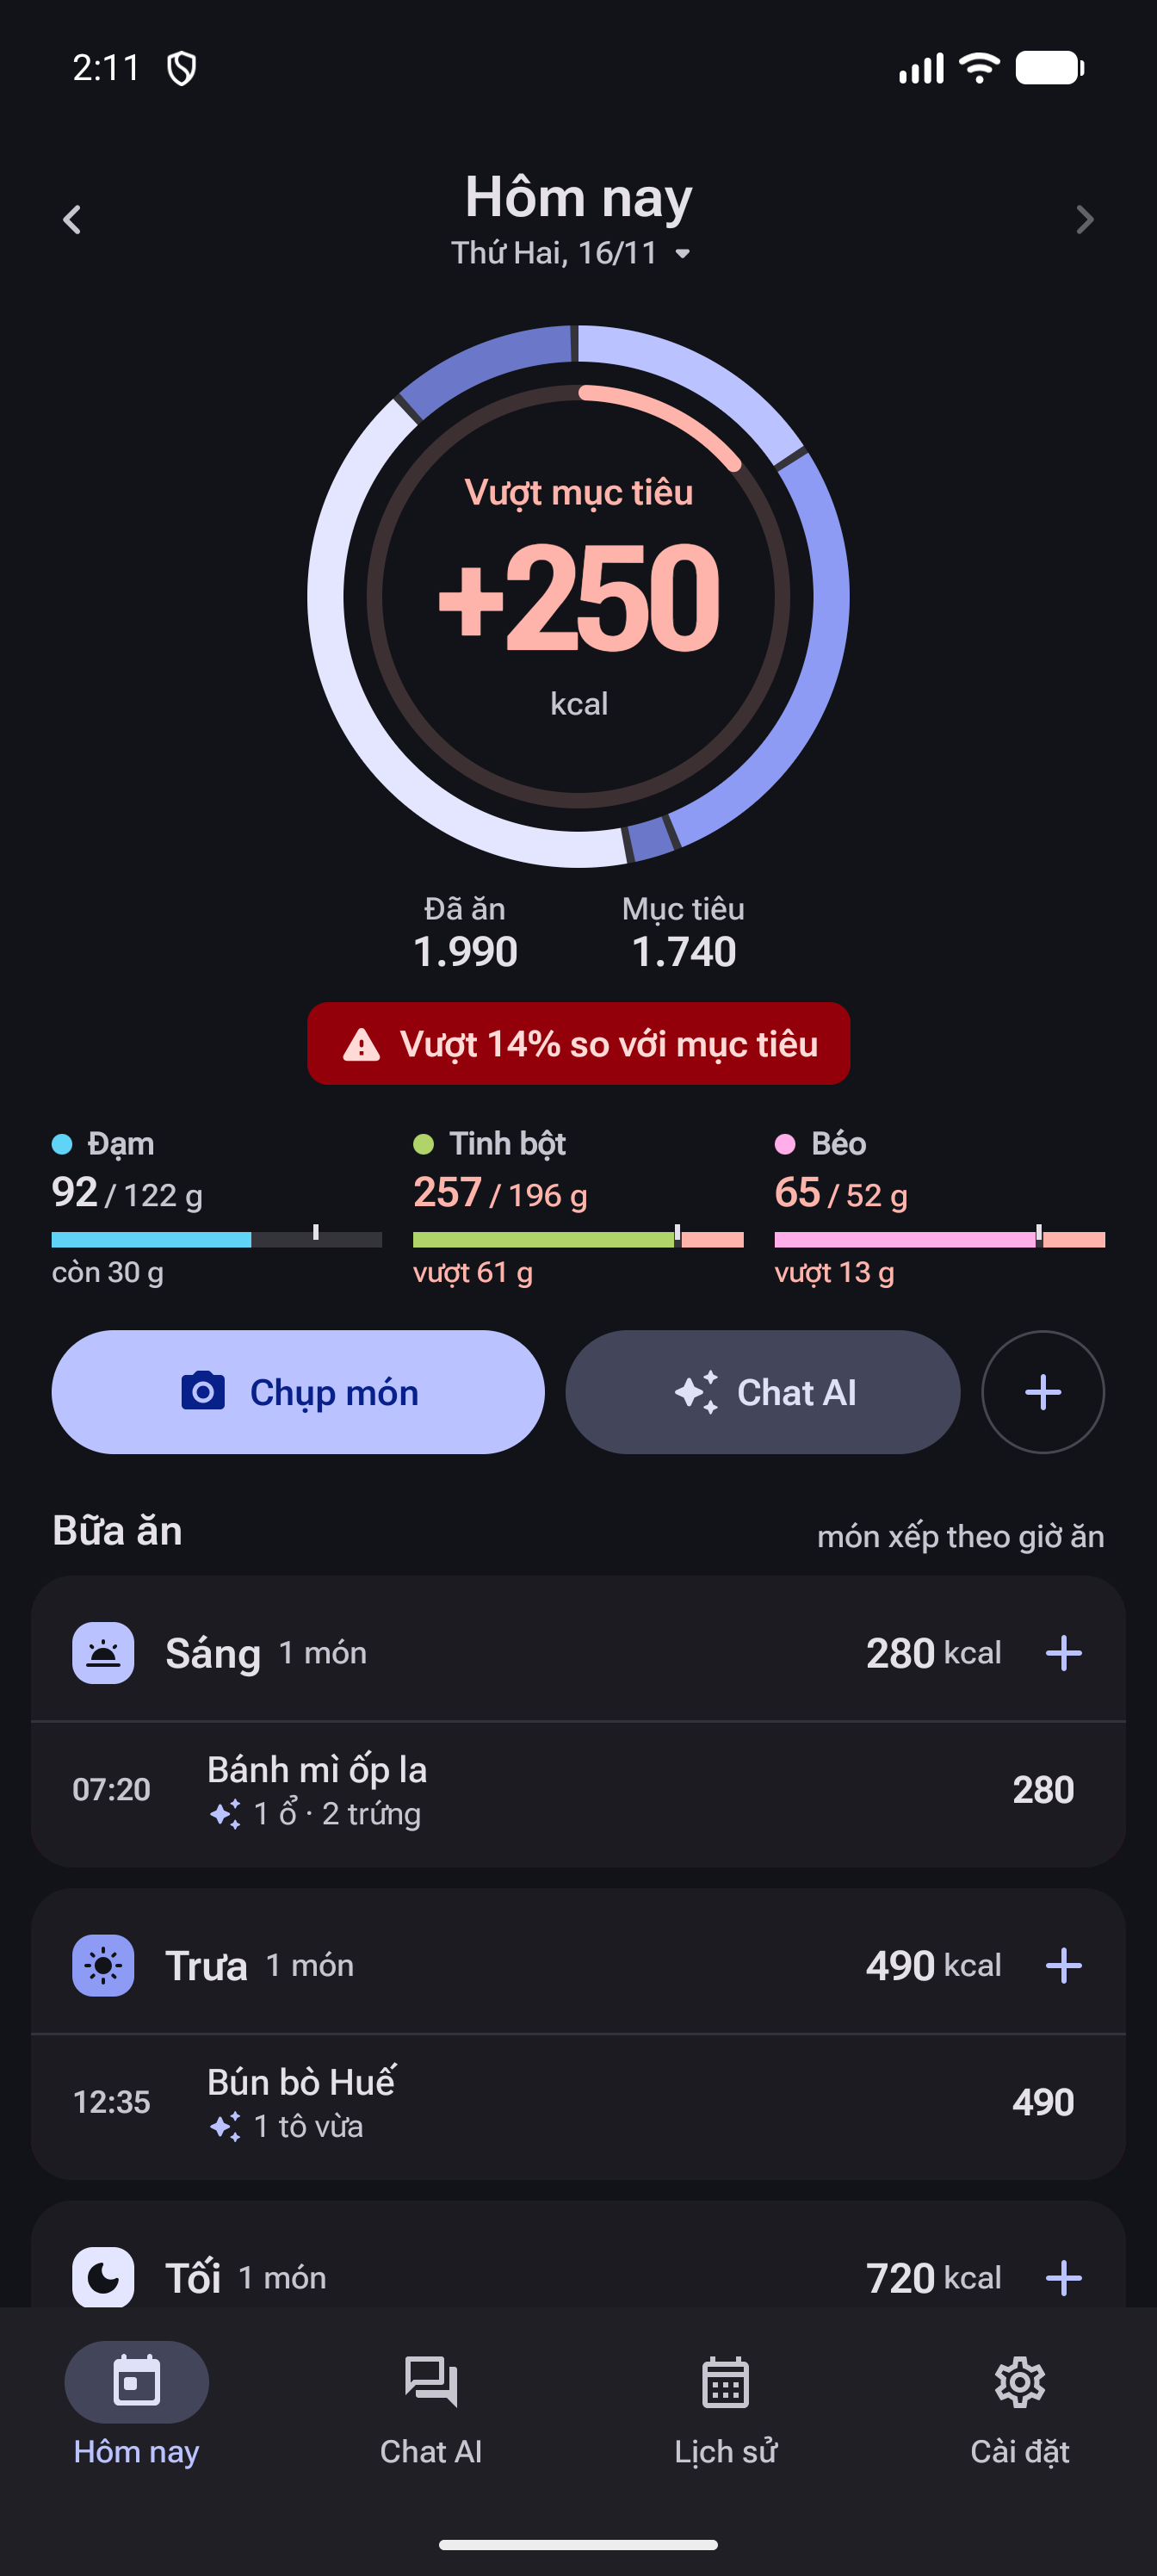 2:11
Hôm nay
Thứ Hai, 16/11
Vượt mục tiêu
+250
kcal
Đã ăn
1.990
Mục tiêu
1.740
Vượt 14% so với mục tiêu
Đạm
92 / 122 g
còn 30 g
Tinh bột
257 / 196 g
vượt 61 g
Béo
65 / 52 g
vượt 13 g
Chụp món
Chat AI
Bữa ăn
món xếp theo giờ ăn
Sáng 1 món 280 kcal
07:20
Bánh mì ốp la
1 ổ · 2 trứng
280
Trưa 1 món 490 kcal
12:35
Bún bò Huế
1 tô vừa
490
Tối 1 món 720 kcal
Hôm nay
Chat AI
Lịch sử
Cài đặt